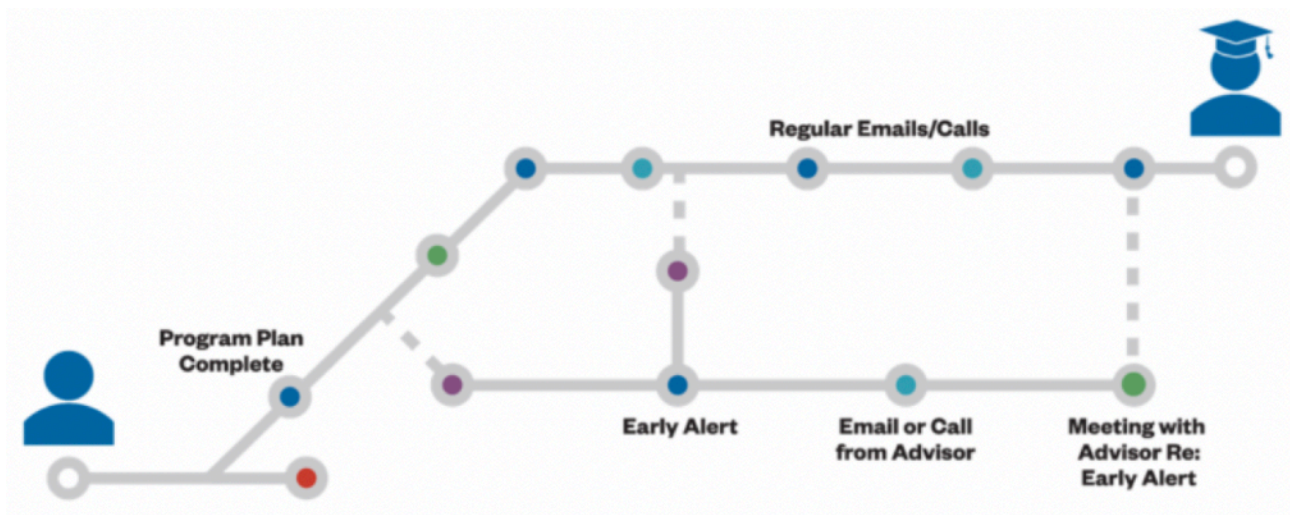 Regular Emails/Calls
Program Plan
Complete
Early Alert
Email or Call
from Advisor
Meeting with
Advisor Re:
Early Alert